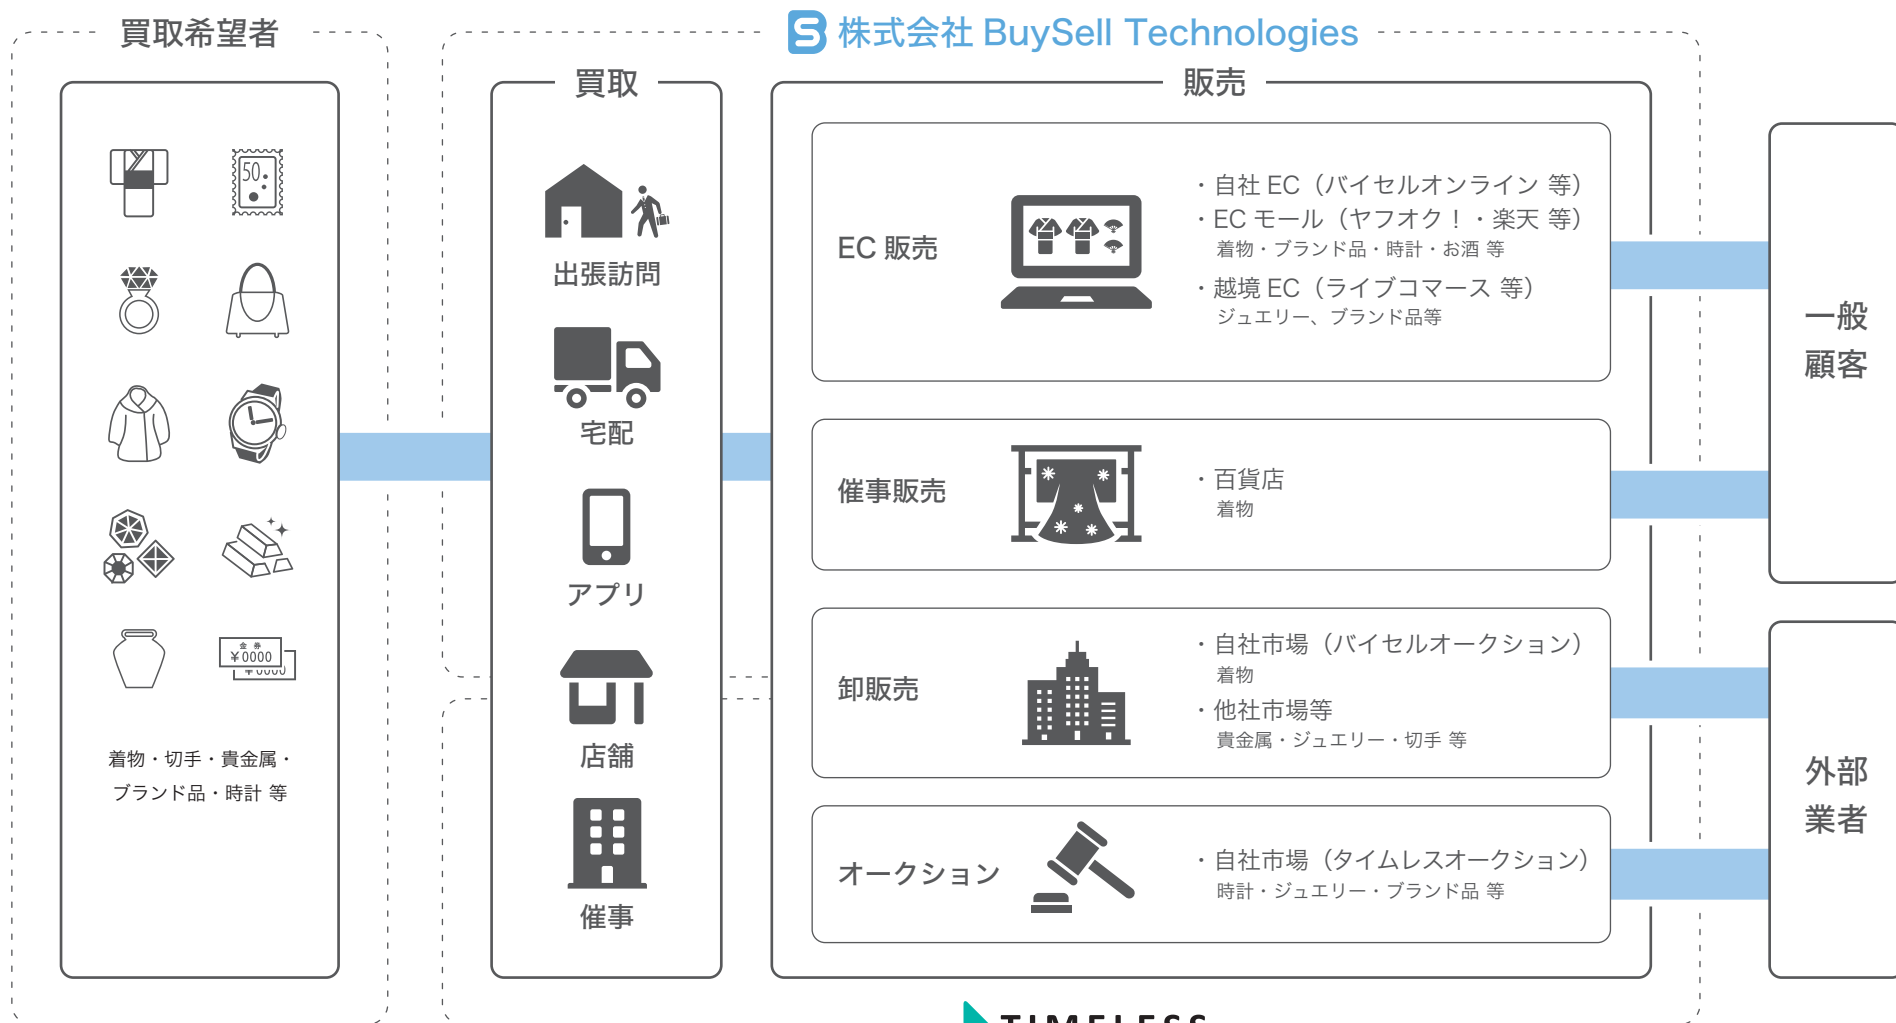 買取希望者
50
金券
¥0000
¥0000
着物・切手・貴金属・
ブランド品・時計 等
株式会社 BuySell Technologies
買取
出張訪問
宅配
アプリ
店舗
催事
販売
EC 販売
・自社 EC（バイセルオンライン 等）
・EC モール（ヤフオク！・楽天 等）
着物・ブランド品・時計・お酒 等
・越境 EC（ライブコマース 等）
ジュエリー、ブランド品等
催事販売
・百貨店
着物
卸販売
・自社市場（バイセルオークション）
着物
・他社市場等
貴金属・ジュエリー・切手 等
オークション
・自社市場（タイムレスオークション）
時計・ジュエリー・ブランド品 等
一般
顧客
外部
業者
TIMELESS